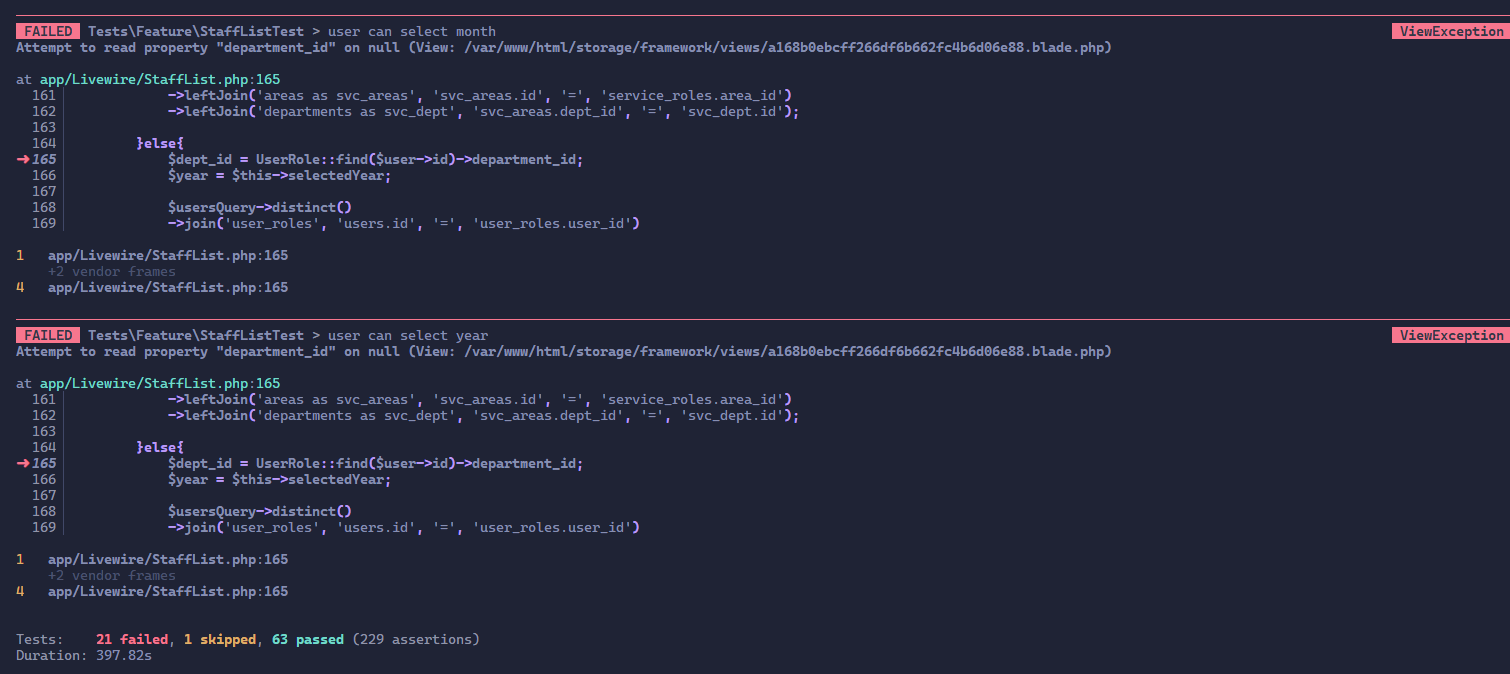 FAILED Tests\Feature\StaffListTest > user can select month ViewException
Attempt to read property "department_id" on null (View: /var/www/html/storage/framework/views/a168b0ebcff266df6b662fc4b6d06e88.blade.php)
at app/Livewire/StaffList.php:165
161 ->leftJoin('areas as svc_areas', 'svc_areas.id', '=', 'service_roles.area_id')
162 ->leftJoin('departments as svc_dept', 'svc_areas.dept_id', '=', 'svc_dept.id');
163
164 }else{
➜ 165 $dept_id = UserRole::find($user->id)->department_id;
166 $year = $this->selectedYear;
167
168 $usersQuery->distinct()
169 ->join('user_roles', 'users.id', '=', 'user_roles.user_id')
1 app/Livewire/StaffList.php:165
+2 vendor frames
4 app/Livewire/StaffList.php:165
FAILED Tests\Feature\StaffListTest > user can select year ViewException
Attempt to read property "department_id" on null (View: /var/www/html/storage/framework/views/a168b0ebcff266df6b662fc4b6d06e88.blade.php)
at app/Livewire/StaffList.php:165
161 ->leftJoin('areas as svc_areas', 'svc_areas.id', '=', 'service_roles.area_id')
162 ->leftJoin('departments as svc_dept', 'svc_areas.dept_id', '=', 'svc_dept.id');
163
164 }else{
➜ 165 $dept_id = UserRole::find($user->id)->department_id;
166 $year = $this->selectedYear;
167
168 $usersQuery->distinct()
169 ->join('user_roles', 'users.id', '=', 'user_roles.user_id')
1 app/Livewire/StaffList.php:165
+2 vendor frames
4 app/Livewire/StaffList.php:165
Tests: 21 failed, 1 skipped, 63 passed (229 assertions)
Duration: 397.82s